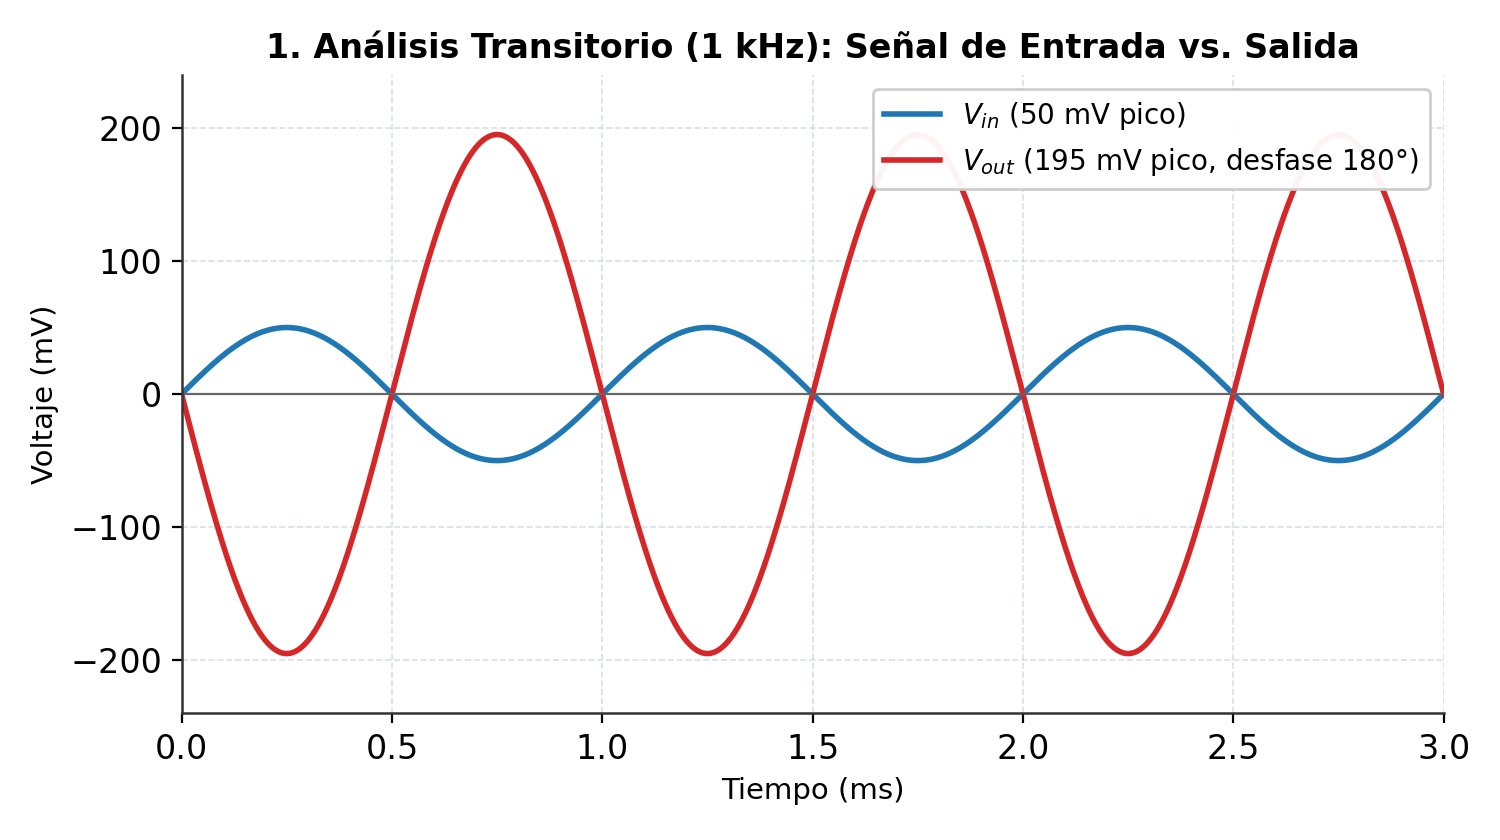 1. Análisis Transitorio (1 kHz): Señal de Entrada vs. Salida
V_in (50 mV pico)
V_out (195 mV pico, desfase 180°)
Voltaje (mV)
200
100
0
−100
−200
0.0 0.5 1.0 1.5 2.0 2.5 3.0
Tiempo (ms)